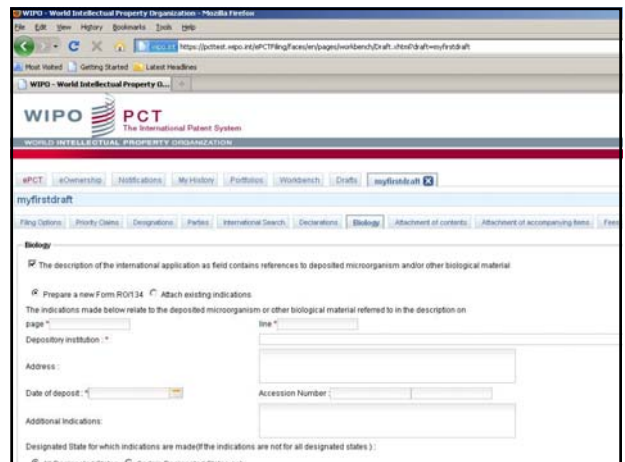 WIPO - World Intellectual Property Organization - Mozilla Firefox
File Edit View History Bookmarks Tools Help
wipo.int https://pcttest.wipo.int/ePCTFiling/faces/en/pages/workbench/Draft.xhtml?draft=myfirstdraft
Most Visited Getting Started Latest Headlines
WIPO - World Intellectual Property O...
WIPO PCT
The International Patent System
WORLD INTELLECTUAL PROPERTY ORGANIZATION
ePCT eOwnership Notifications My History Portfolios Workbench Drafts myfirstdraft
myfirstdraft
Filing Options Priority Claims Designations Parties International Search Declarations Biology Attachment of contents Attachment of accompanying items Fees
Biology
The description of the international application as field contains references to deposited microorganism and/or other biological material
Prepare a new Form RO/134 Attach existing indications
The indications made below relate to the deposited microorganism or other biological material referred to in the description on
page * line *
Depository institution : *
Address :
Date of deposit : * Accession Number :
Additional Indications:
Designated State for which indications are made(if the indications are not for all designated states ) :